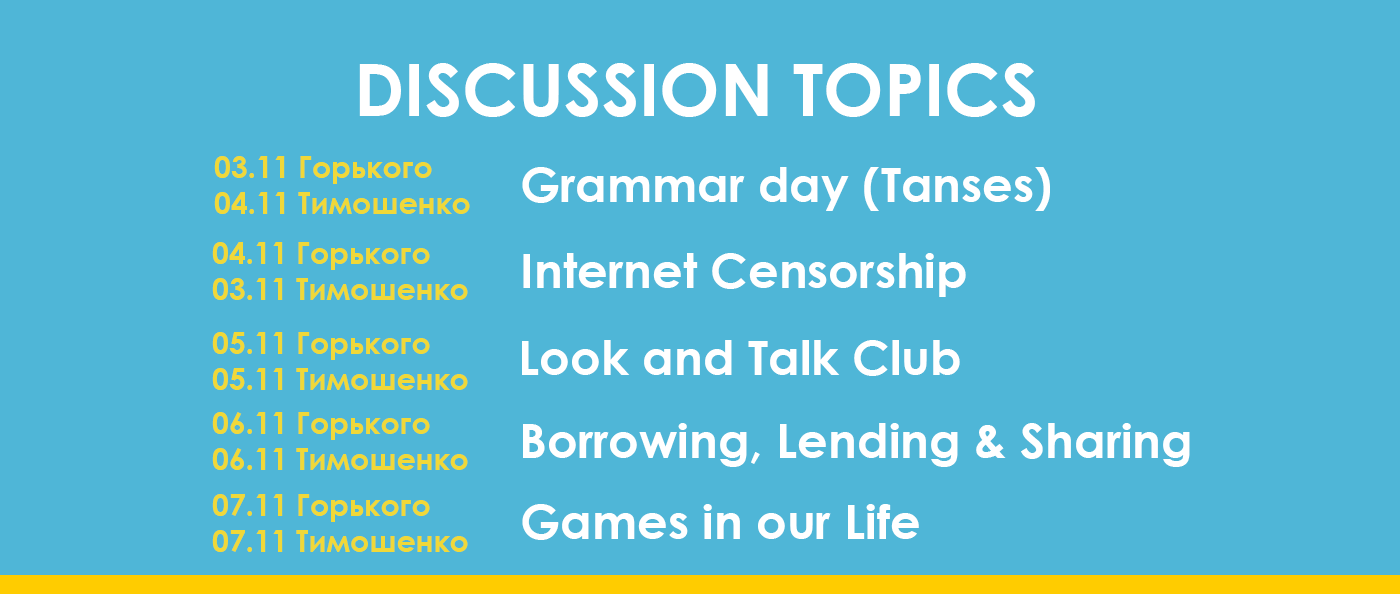 DISCUSSION TOPICS
03.11 Горького
04.11 Тимошенко
Grammar day (Tanses)
04.11 Горького
03.11 Тимошенко
Internet Censorship
05.11 Горького
05.11 Тимошенко
Look and Talk Club
06.11 Горького
06.11 Тимошенко
Borrowing, Lending & Sharing
07.11 Горького
07.11 Тимошенко
Games in our Life